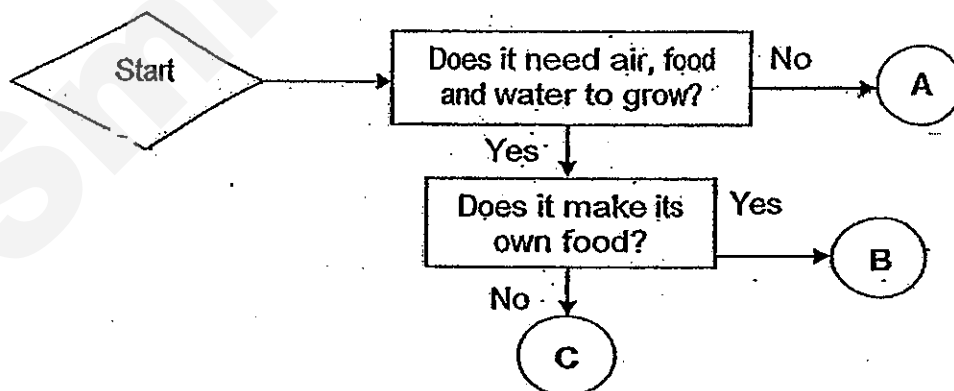 Start
Does it need air, food
and water to grow?
No
A
Yes
Does it make its
own food?
Yes
B
No
C